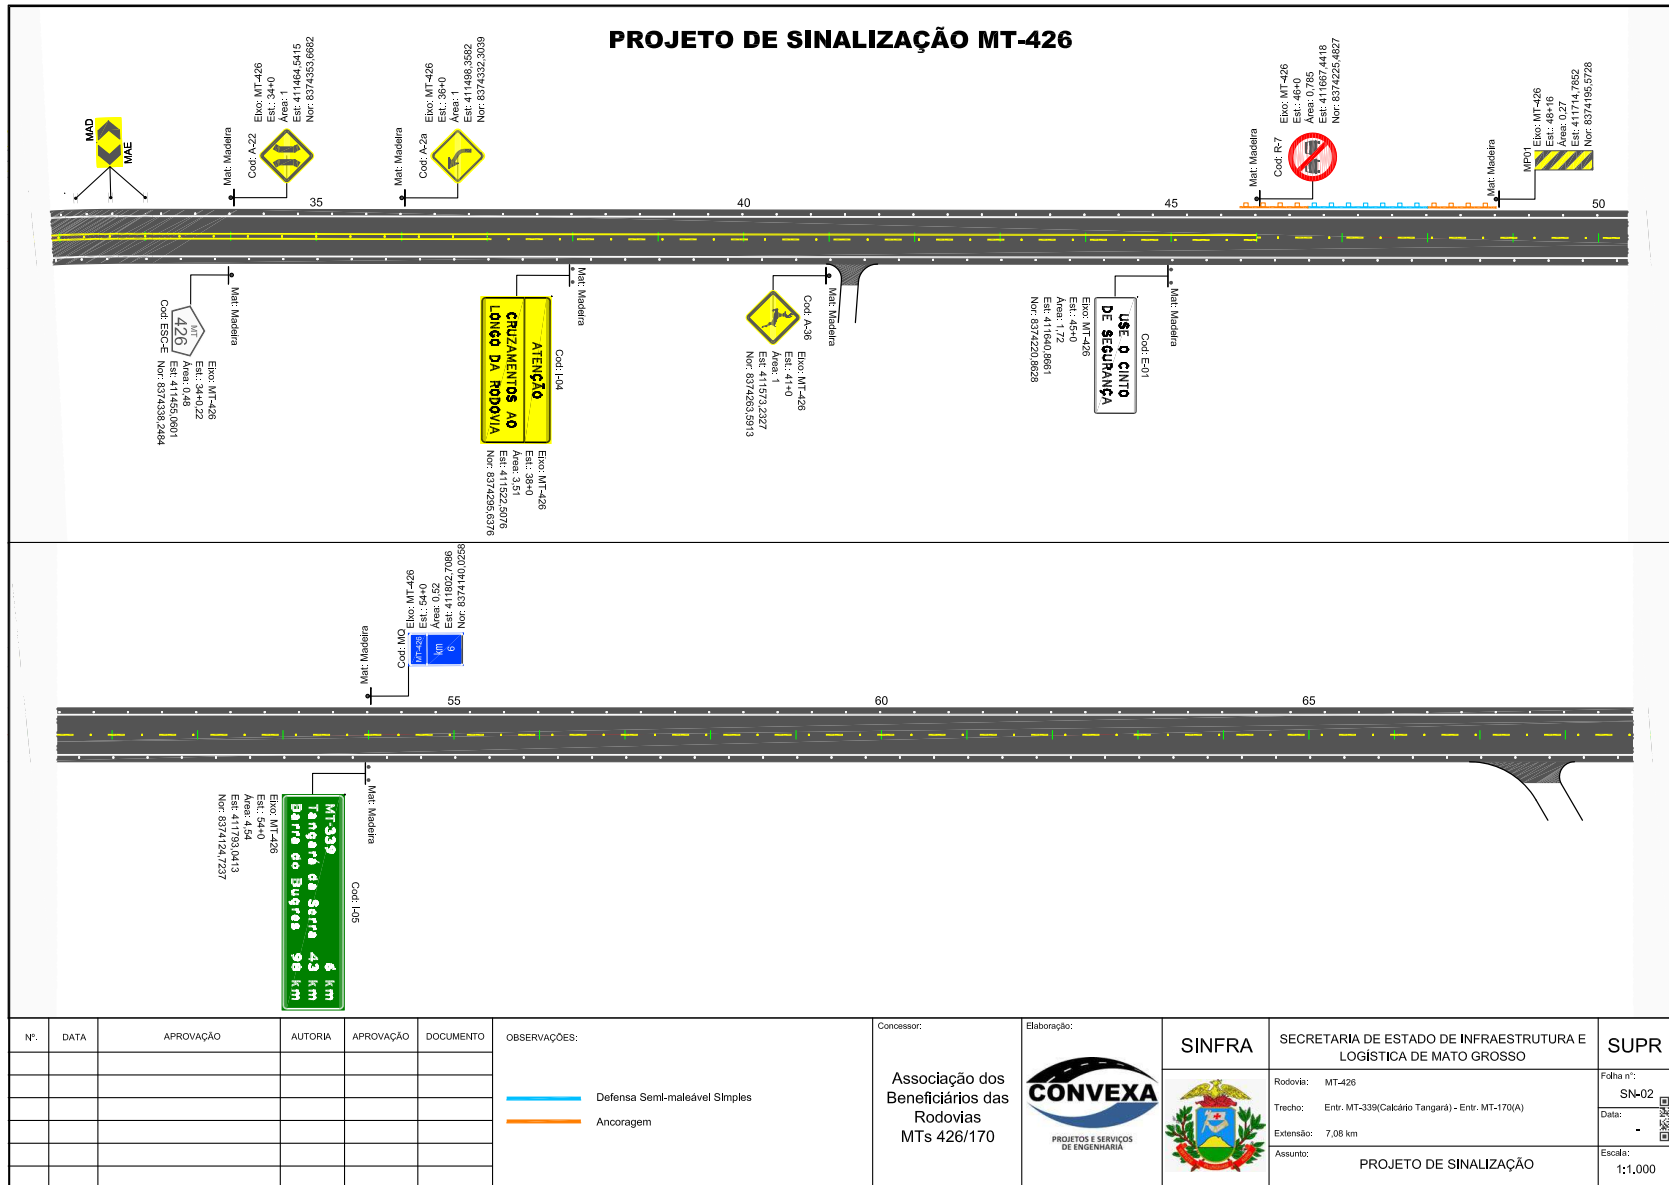 PROJETO DE SINALIZAÇÃO MT-426
MAD
MAE
Mat: Madeira
Cod: A-22
Eixo: MT-426
Est.: 34+0
Área: 1
Est: 411464,5415
Nor: 8374353,6682
Mat: Madeira
Cod: A-2a
Eixo: MT-426
Est.: 36+0
Área: 1
Est: 411498,3582
Nor: 8374332,3039
Mat: Madeira
Cod: R-7
Eixo: MT-426
Est.: 46+0
Área: 0,785
Est: 411667,4418
Nor: 8374225,4827
Mat: Madeira
MP01
Eixo: MT-426
Est.: 48+16
Área: 0,27
Est: 411714,7852
Nor: 8374195,5728
35
40
45
50
Mat: Madeira
MT
426
Cod: ESC-E
Eixo: MT-426
Est.: 34+0,22
Área: 0,48
Est: 411455,0601
Nor: 8374338,2484
Mat: Madeira
Cod: I-04
ATENÇÃO
CRUZAMENTOS AO
LONGO DA RODOVIA
Eixo: MT-426
Est.: 38+0
Área: 3,51
Est: 411522,5076
Nor: 8374295,6376
Mat: Madeira
Cod: A-36
Eixo: MT-426
Est.: 41+0
Área: 1
Est: 411573,2327
Nor: 8374263,5913
Mat: Madeira
Cod: E-01
USE O CINTO
DE SEGURANÇA
Eixo: MT-426
Est.: 45+0
Área: 1,72
Est: 411640,8661
Nor: 8374220,8628
Mat: Madeira
Cod: MQ
MT-426
km
6
Eixo: MT-426
Est.: 54+0
Área: 0,52
Est: 411802,7086
Nor: 8374140,0258
55
60
65
Mat: Madeira
Cod: I-05
MT-339 6 km
Tangará da Serra 43 km
Barra do Bugres 98 km
Eixo: MT-426
Est.: 54+0
Área: 4,54
Est: 411793,0413
Nor: 8374124,7237
Nº. DATA APROVAÇÃO AUTORIA APROVAÇÃO DOCUMENTO
OBSERVAÇÕES:
Defensa Semi-maleável Simples
Ancoragem
Concessor:
Associação dos
Beneficiários das
Rodovias
MTs 426/170
Elaboração:
CONVEXA
PROJETOS E SERVIÇOS
DE ENGENHARIA
SINFRA
SECRETARIA DE ESTADO DE INFRAESTRUTURA E
LOGÍSTICA DE MATO GROSSO
Rodovia: MT-426
Trecho: Entr. MT-339(Calcário Tangará) - Entr. MT-170(A)
Extensão: 7,08 km
Assunto:
PROJETO DE SINALIZAÇÃO
SUPR
Folha nº:
SN-02
Data:
-
Escala:
1:1.000